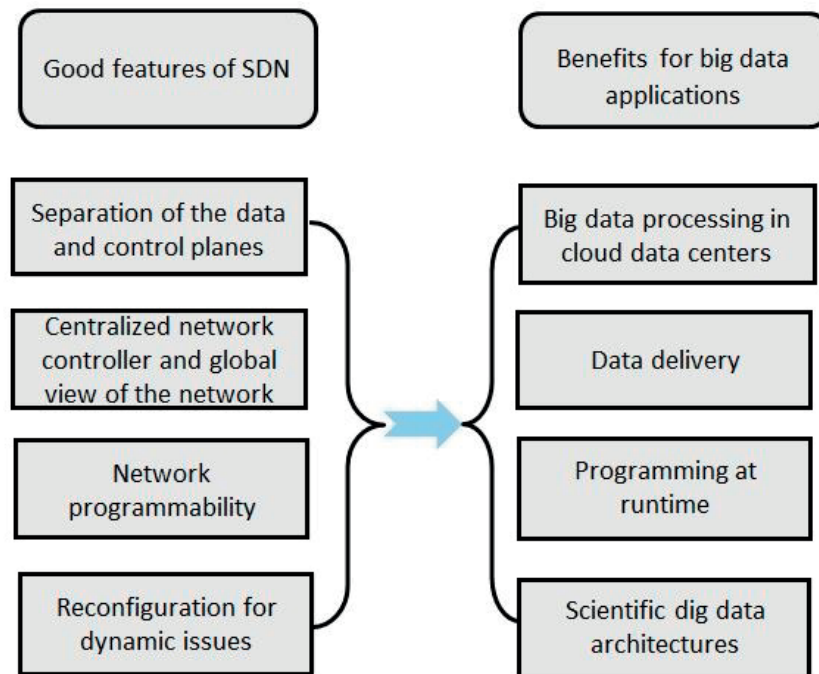 Good features of SDN
Benefits for big data
applications
Separation of the data
and control planes
Big data processing in
cloud data centers
Centralized network
controller and global
view of the network
Data delivery
Network
programmability
Programming at
runtime
Reconfiguration for
dynamic issues
Scientific dig data
architectures